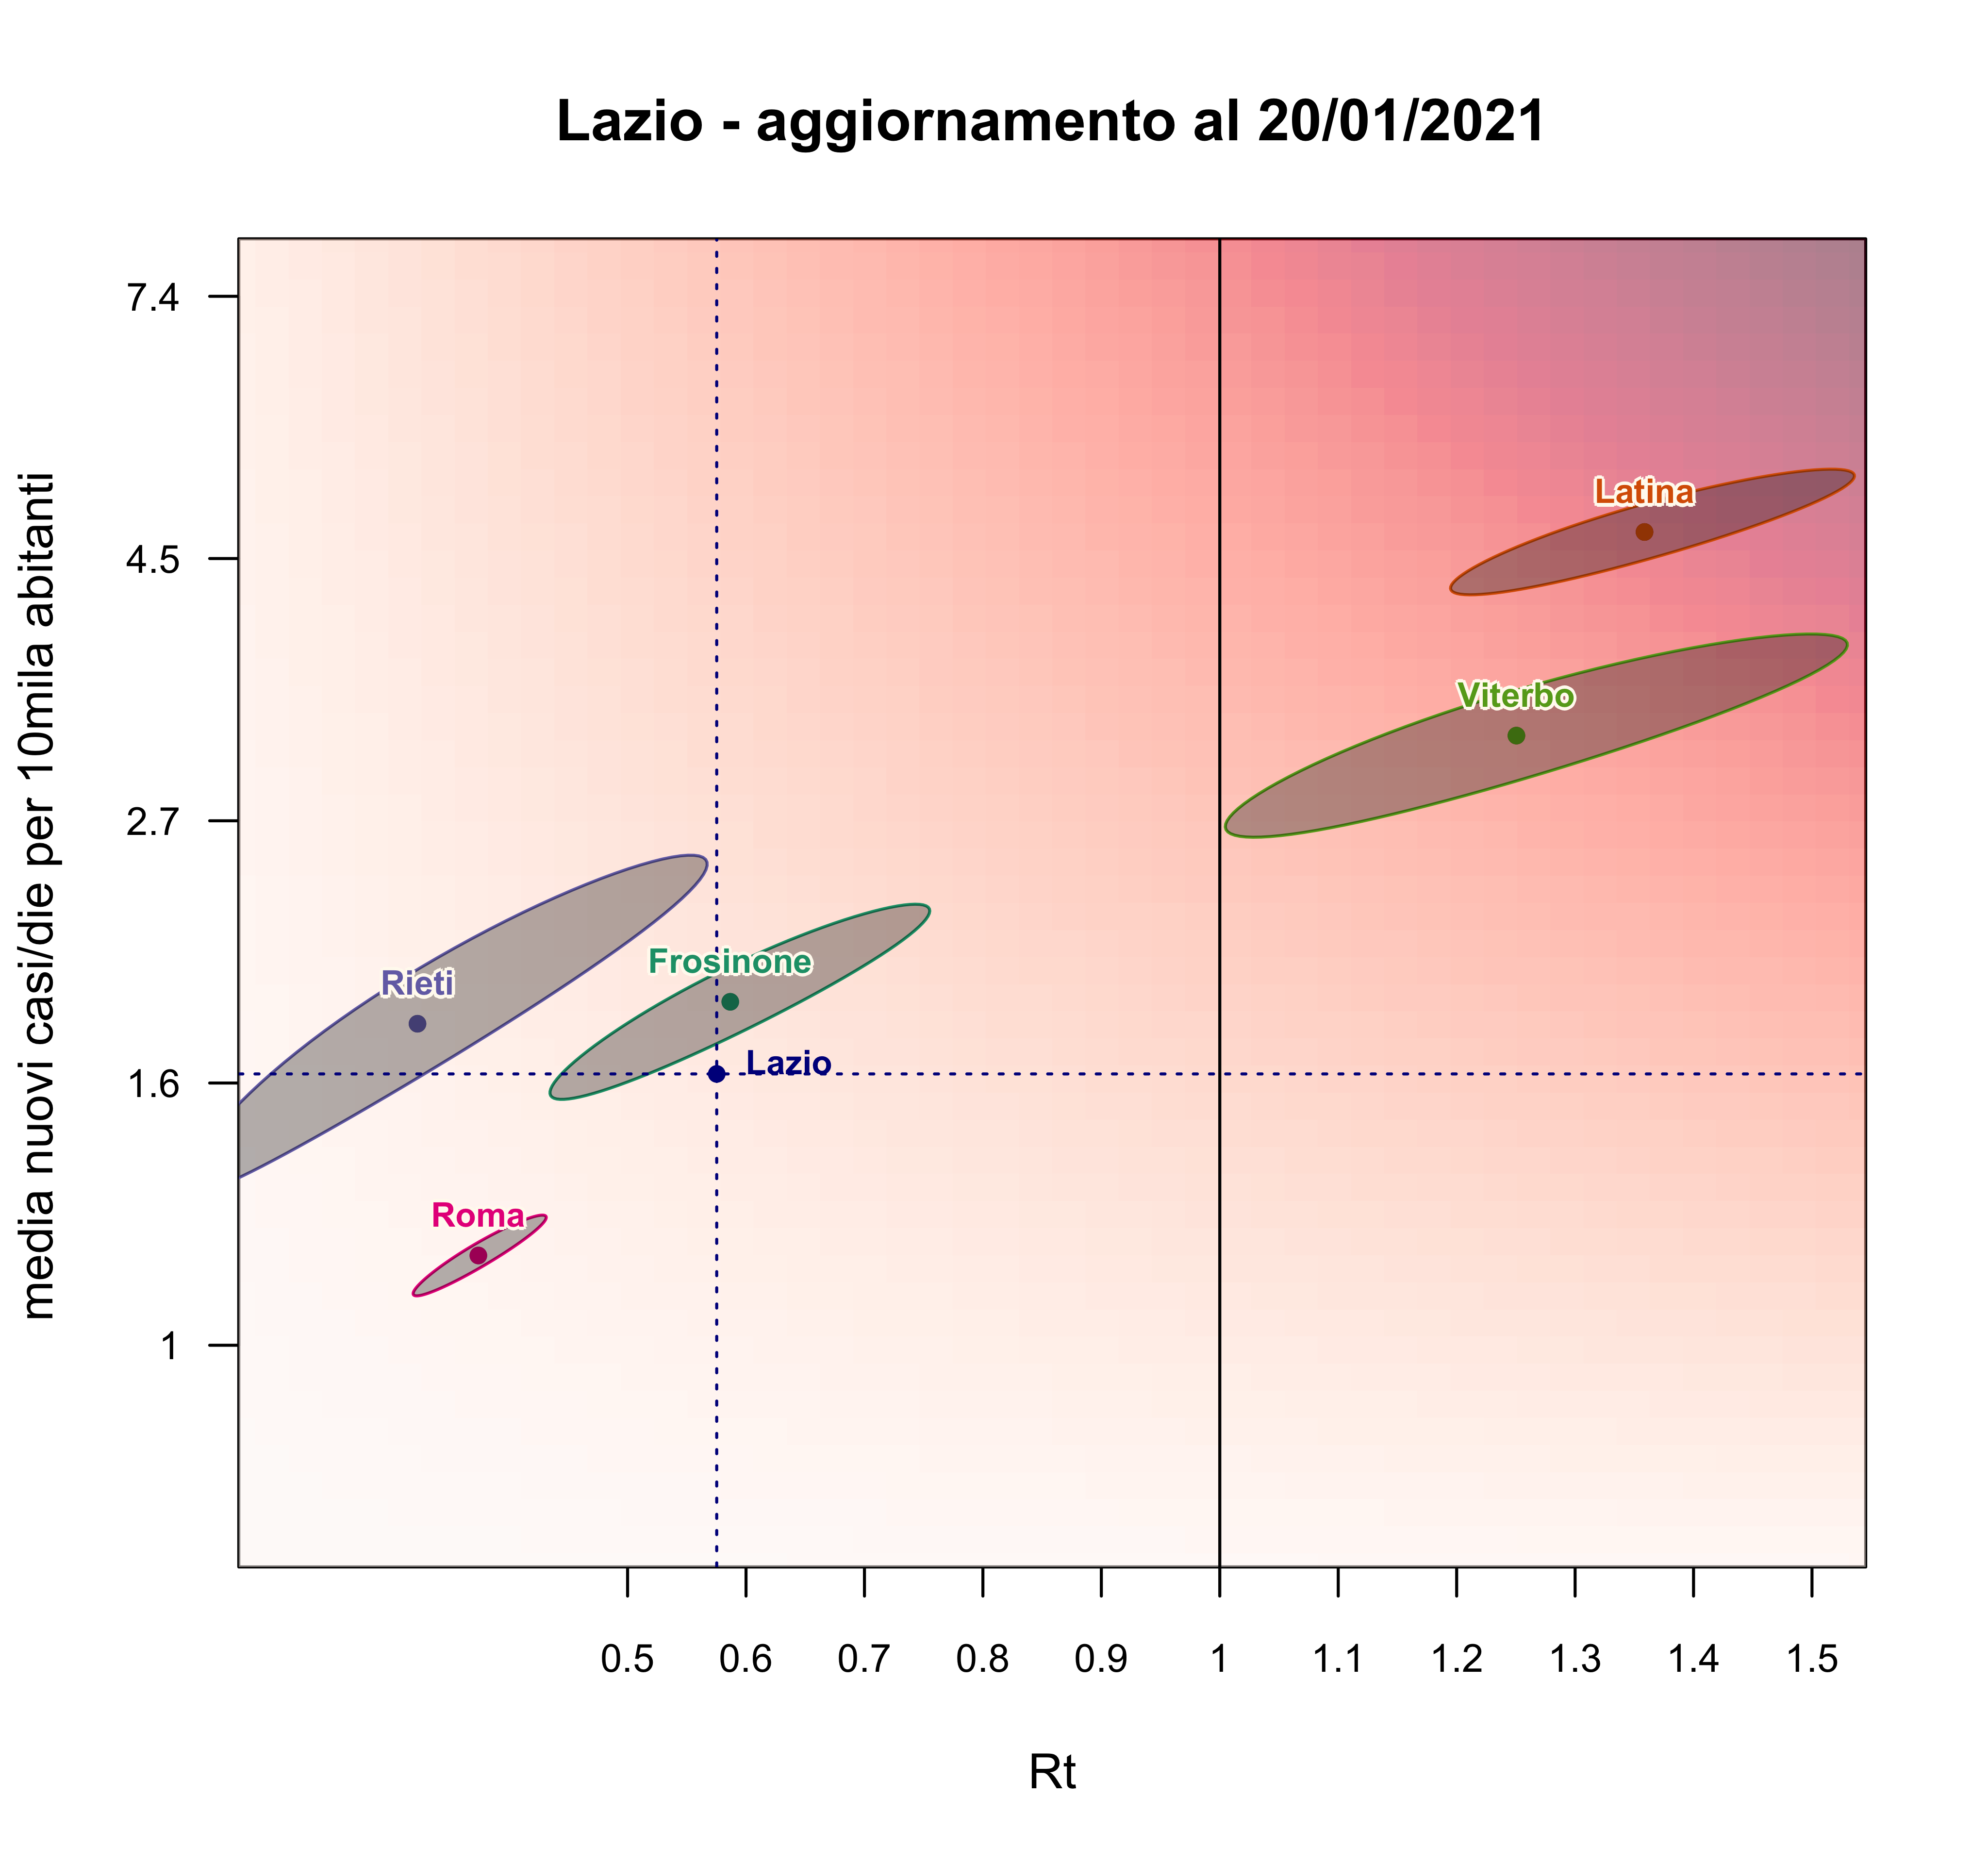 Lazio - aggiornamento al 20/01/2021
media nuovi casi/die per 10mila abitanti
7.4
4.5
2.7
1.6
1
Latina
Viterbo
Rieti
Frosinone
Lazio
Roma
0.5 0.6 0.7 0.8 0.9 1 1.1 1.2 1.3 1.4 1.5
Rt